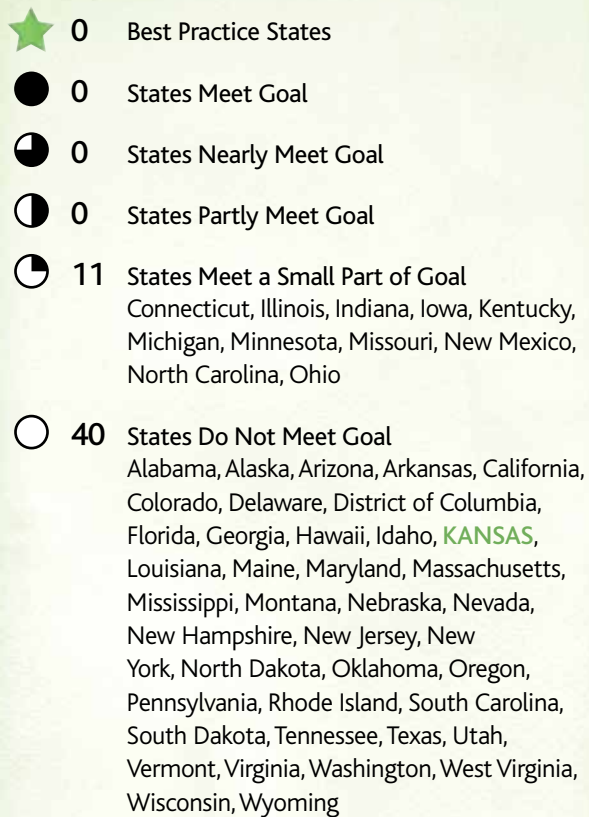 0 Best Practice States
0 States Meet Goal
0 States Nearly Meet Goal
0 States Partly Meet Goal
11 States Meet a Small Part of Goal
Connecticut, Illinois, Indiana, Iowa, Kentucky,
Michigan, Minnesota, Missouri, New Mexico,
North Carolina, Ohio
40 States Do Not Meet Goal
Alabama, Alaska, Arizona, Arkansas, California,
Colorado, Delaware, District of Columbia,
Florida, Georgia, Hawaii, Idaho, KANSAS,
Louisiana, Maine, Maryland, Massachusetts,
Mississippi, Montana, Nebraska, Nevada,
New Hampshire, New Jersey, New
York, North Dakota, Oklahoma, Oregon,
Pennsylvania, Rhode Island, South Carolina,
South Dakota, Tennessee, Texas, Utah,
Vermont, Virginia, Washington, West Virginia,
Wisconsin, Wyoming